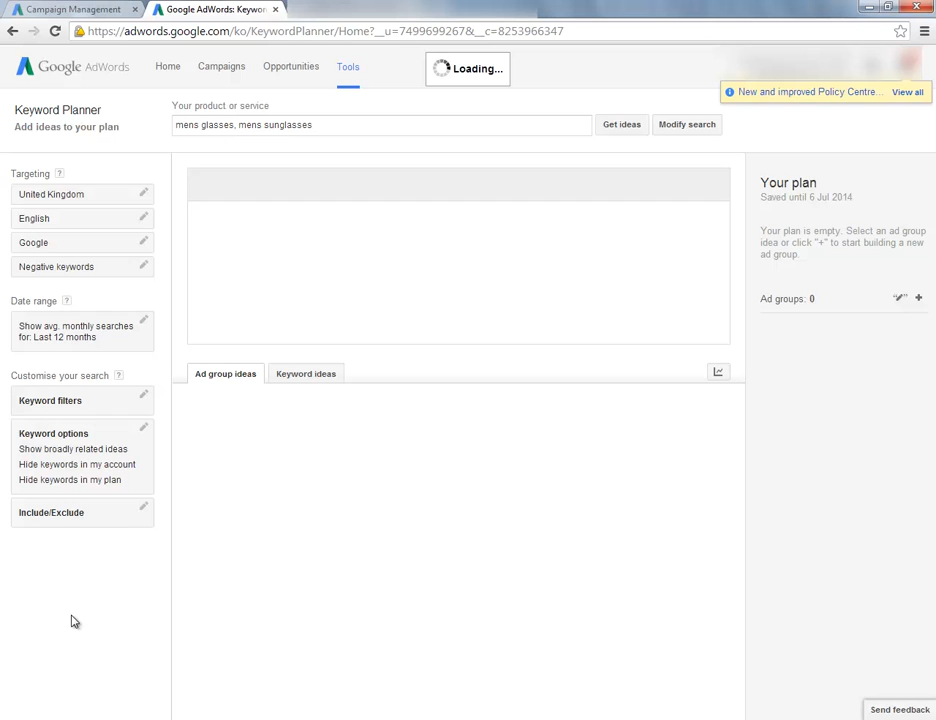 Campaign Management
Google AdWords: Keywor
https://adwords.google.com/ko/KeywordPlanner/Home?__u=74996992267&__c=8253966347
Google AdWords
Home
Campaigns
Opportunities
Tools
Loading...
New and improved Policy Centre... View all
Keyword Planner
Add ideas to your plan
Your product or service
mens glasses, mens sunglasses
Get ideas
Modify search
Targeting ?
United Kingdom
English
Google
Negative keywords
Date range ?
Show avg. monthly searches
for: Last 12 months
Customise your search ?
Keyword filters
Keyword options
Show broadly related ideas
Hide keywords in my account
Hide keywords in my plan
Include/Exclude
Ad group ideas
Keyword ideas
Your plan
Saved until 6 Jul 2014
Your plan is empty. Select an ad group
idea or click "+" to start building a new
ad group.
Ad groups: 0
Send feedback